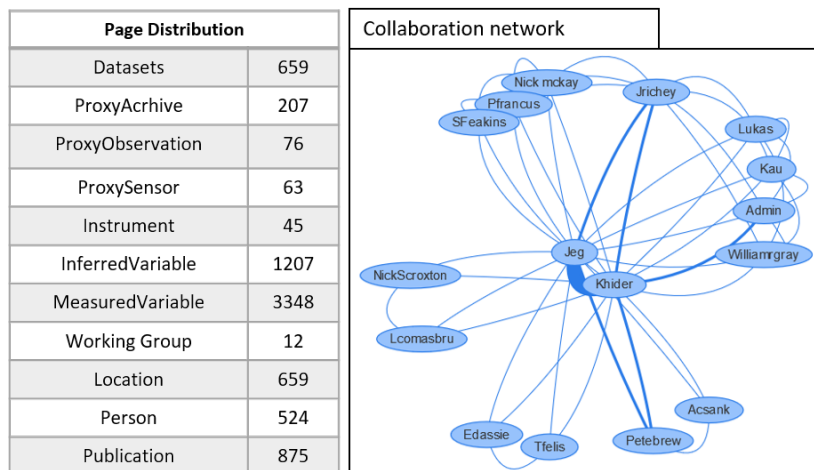 Page Distribution
Datasets 659
ProxyAcrhive 207
ProxyObservation 76
ProxySensor 63
Instrument 45
InferredVariable 1207
MeasuredVariable 3348
Working Group 12
Location 659
Person 524
Publication 875
Collaboration network
Nick mckay
Jrichey
Pfrancus
SFeakins
Lukas
Kau
Admin
Williamrgray
Jeg
NickScroxton
Khider
Lcomasbru
Acsank
Edassie
Tfelis
Petebrew